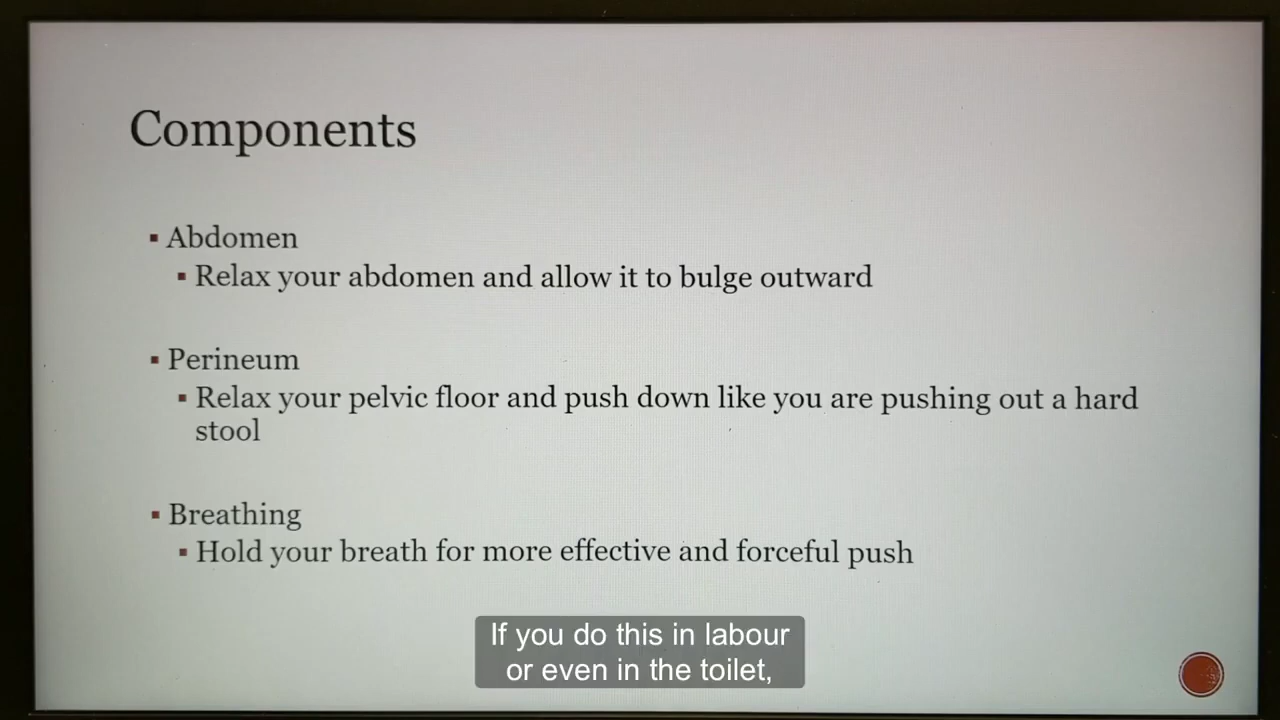 Components
▪ Abdomen
▪ Relax your abdomen and allow it to bulge outward
▪ Perineum
▪ Relax your pelvic floor and push down like you are pushing out a hard
stool
▪ Breathing
▪ Hold your breath for more effective and forceful push
If you do this in labour
or even in the toilet,